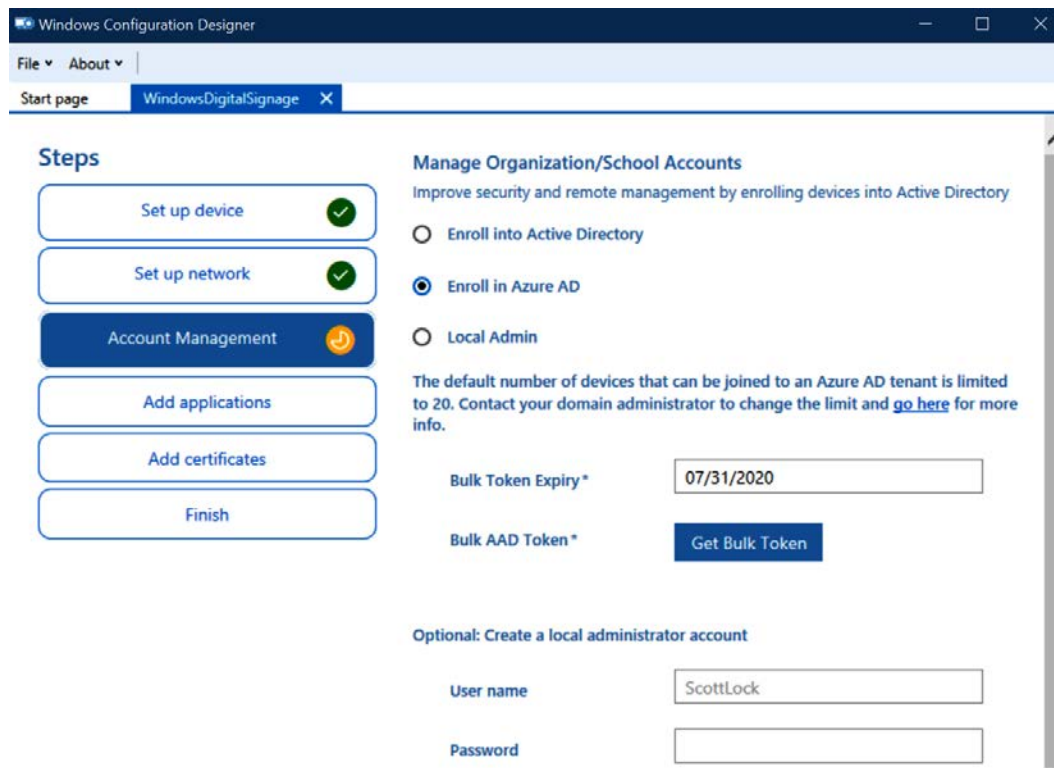 Windows Configuration Designer
File About
Start page WindowsDigitalSignage
Steps
Set up device
Set up network
Account Management
Add applications
Add certificates
Finish
Manage Organization/School Accounts
Improve security and remote management by enrolling devices into Active Directory
Enroll into Active Directory
Enroll in Azure AD
Local Admin
The default number of devices that can be joined to an Azure AD tenant is limited
to 20. Contact your domain administrator to change the limit and go here for more
info.
Bulk Token Expiry* 07/31/2020
Bulk AAD Token* Get Bulk Token
Optional: Create a local administrator account
User name ScottLock
Password